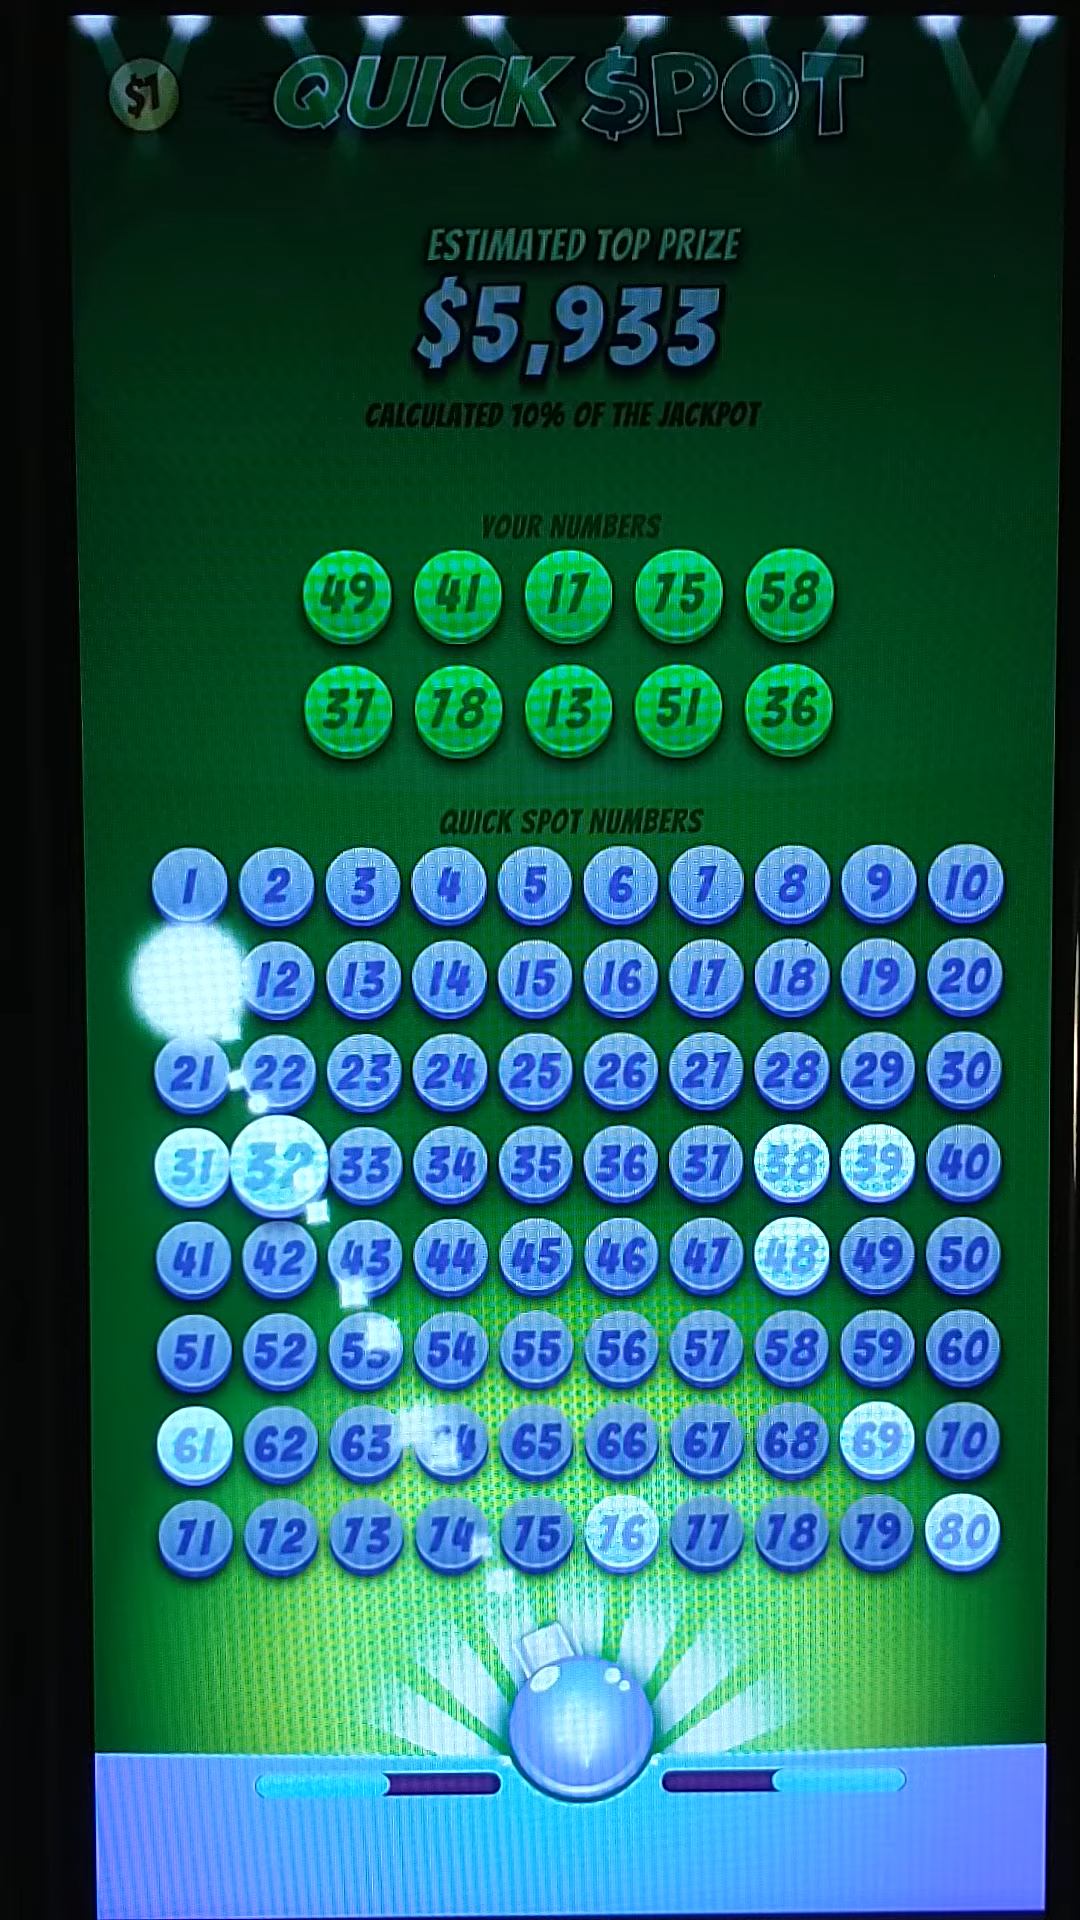 $1
QUICK $POT
ESTIMATED TOP PRIZE
$5,933
CALCULATED 10% OF THE JACKPOT
YOUR NUMBERS
49 41 17 75 58
37 78 13 51 36
QUICK SPOT NUMBERS
1 2 3 4 5 6 7 8 9 10
12 13 14 15 16 17 18 19 20
21 22 23 24 25 26 27 28 29 30
31 32 33 34 35 36 37 38 39 40
41 42 43 44 45 46 47 48 49 50
51 52 53 54 55 56 57 58 59 60
61 62 63 64 65 66 67 68 69 70
71 72 73 74 75 76 77 78 79 80